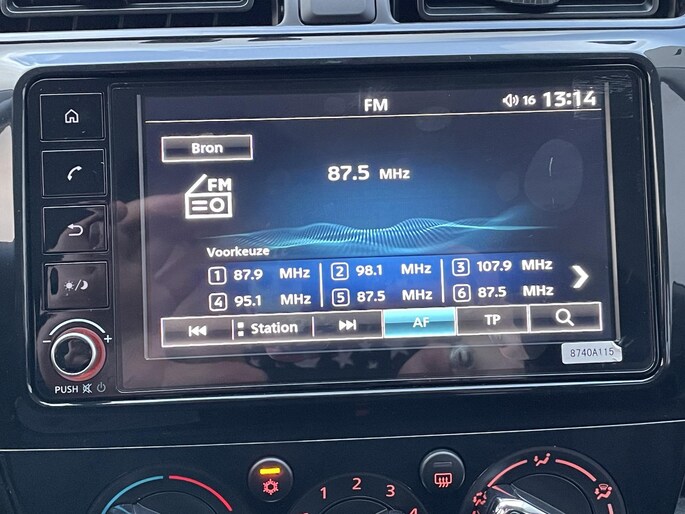 FM 16 13:14
Bron
87.5 MHz
FM
Voorkeuze
1 87.9 MHz 2 98.1 MHz 3 107.9 MHz
4 95.1 MHz 5 87.5 MHz 6 87.5 MHz
Station AF TP
8740A115
- +
PUSH
1 2 3 4